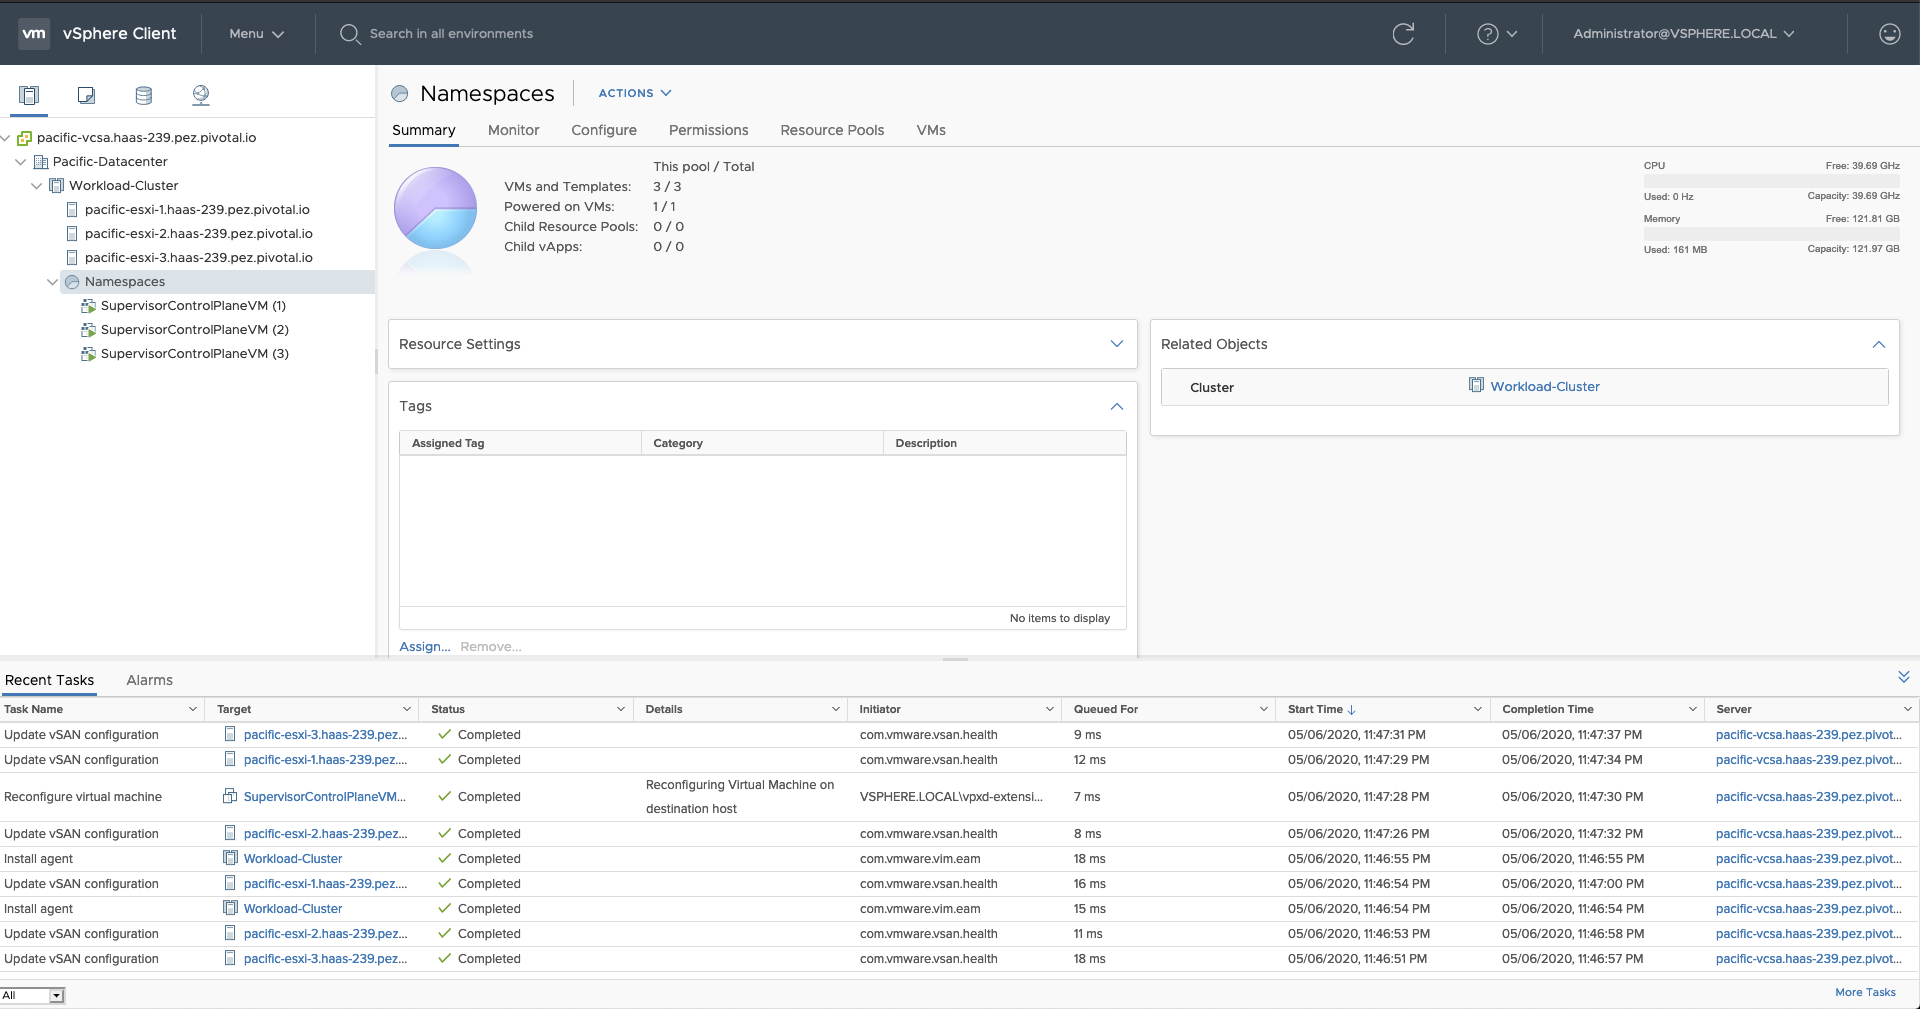 vm vSphere Client Menu Search in all environments Administrator@VSPHERE.LOCAL
pacific-vcsa.haas-239.pez.pivotal.io
Pacific-Datacenter
Workload-Cluster
pacific-esxi-1.haas-239.pez.pivotal.io
pacific-esxi-2.haas-239.pez.pivotal.io
pacific-esxi-3.haas-239.pez.pivotal.io
Namespaces
SupervisorControlPlaneVM (1)
SupervisorControlPlaneVM (2)
SupervisorControlPlaneVM (3)
Namespaces ACTIONS
Summary Monitor Configure Permissions Resource Pools VMs
This pool / Total
VMs and Templates: 3 / 3
Powered on VMs: 1 / 1
Child Resource Pools: 0 / 0
Child vApps: 0 / 0
CPU Free: 39.69 GHz
Used: 0 Hz Capacity: 39.69 GHz
Memory Free: 121.81 GB
Used: 161 MB Capacity: 121.97 GB
Resource Settings
Tags
Assigned Tag Category Description
No items to display
Assign... Remove...
Related Objects
Cluster Workload-Cluster
Recent Tasks Alarms
Task Name Target Status Details Initiator Queued For Start Time Completion Time Server
Update vSAN configuration pacific-esxi-3.haas-239.pez... Completed com.vmware.vsan.health 9 ms 05/06/2020, 11:47:31 PM 05/06/2020, 11:47:37 PM pacific-vcsa.haas-239.pez.pivot...
Update vSAN configuration pacific-esxi-1.haas-239.pez.... Completed com.vmware.vsan.health 12 ms 05/06/2020, 11:47:29 PM 05/06/2020, 11:47:34 PM pacific-vcsa.haas-239.pez.pivot...
Reconfigure virtual machine SupervisorControlPlaneVM... Completed Reconfiguring Virtual Machine on
destination host VSPHERE.LOCAL\vpxd-extensi... 7 ms 05/06/2020, 11:47:28 PM 05/06/2020, 11:47:30 PM pacific-vcsa.haas-239.pez.pivot...
Update vSAN configuration pacific-esxi-2.haas-239.pez... Completed com.vmware.vsan.health 8 ms 05/06/2020, 11:47:26 PM 05/06/2020, 11:47:32 PM pacific-vcsa.haas-239.pez.pivot...
Install agent Workload-Cluster Completed com.vmware.vim.eam 18 ms 05/06/2020, 11:46:55 PM 05/06/2020, 11:46:55 PM pacific-vcsa.haas-239.pez.pivot...
Update vSAN configuration pacific-esxi-1.haas-239.pez.... Completed com.vmware.vsan.health 16 ms 05/06/2020, 11:46:54 PM 05/06/2020, 11:47:00 PM pacific-vcsa.haas-239.pez.pivot...
Install agent Workload-Cluster Completed com.vmware.vim.eam 15 ms 05/06/2020, 11:46:54 PM 05/06/2020, 11:46:54 PM pacific-vcsa.haas-239.pez.pivot...
Update vSAN configuration pacific-esxi-2.haas-239.pez... Completed com.vmware.vsan.health 11 ms 05/06/2020, 11:46:53 PM 05/06/2020, 11:46:58 PM pacific-vcsa.haas-239.pez.pivot...
Update vSAN configuration pacific-esxi-3.haas-239.pez... Completed com.vmware.vsan.health 18 ms 05/06/2020, 11:46:51 PM 05/06/2020, 11:46:57 PM pacific-vcsa.haas-239.pez.pivot...
All More Tasks